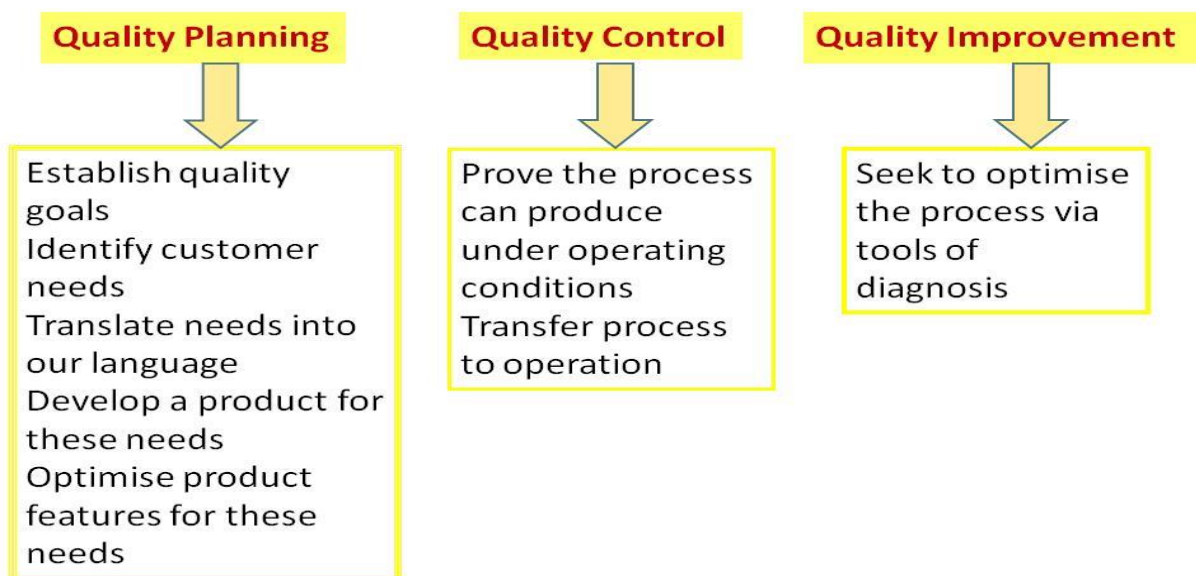 Quality Planning
Establish quality
goals
Identify customer
needs
Translate needs into
our language
Develop a product for
these needs
Optimise product
features for these
needs
Quality Control
Prove the process
can produce
under operating
conditions
Transfer process
to operation
Quality Improvement
Seek to optimise
the process via
tools of
diagnosis